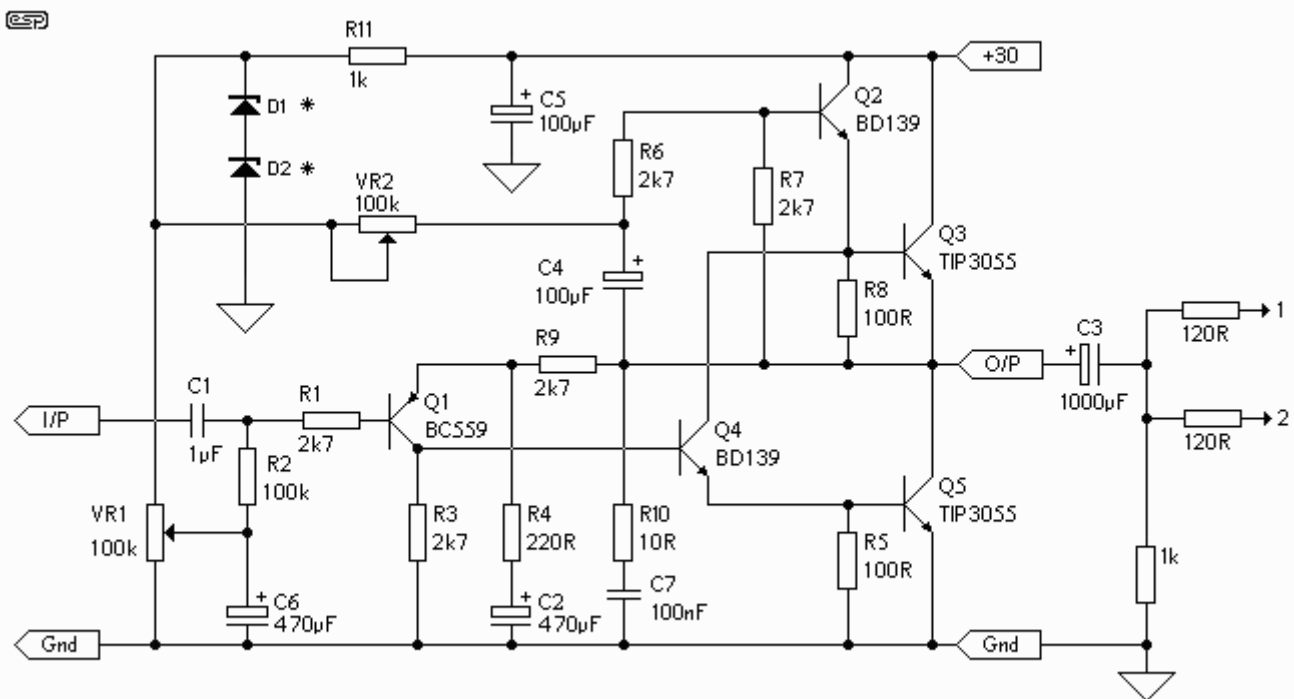 esp
R11
1k
+30
D1 *
C5
100µF
Q2
BD139
D2 *
R6
2k7
VR2
100k
R7
2k7
Q3
TIP3055
C4
100µF
R8
100R
1
120R
C3
R9
2k7
O/P
1000µF
C1
R1
I/P
1µF
2k7
Q1
BC559
Q4
BD139
2
120R
R2
100k
Q5
TIP3055
VR1
100k
R3
2k7
R4
220R
R10
10R
R5
100R
1k
C6
470µF
C2
470µF
C7
100nF
Gnd
Gnd
+
+
+
+
+